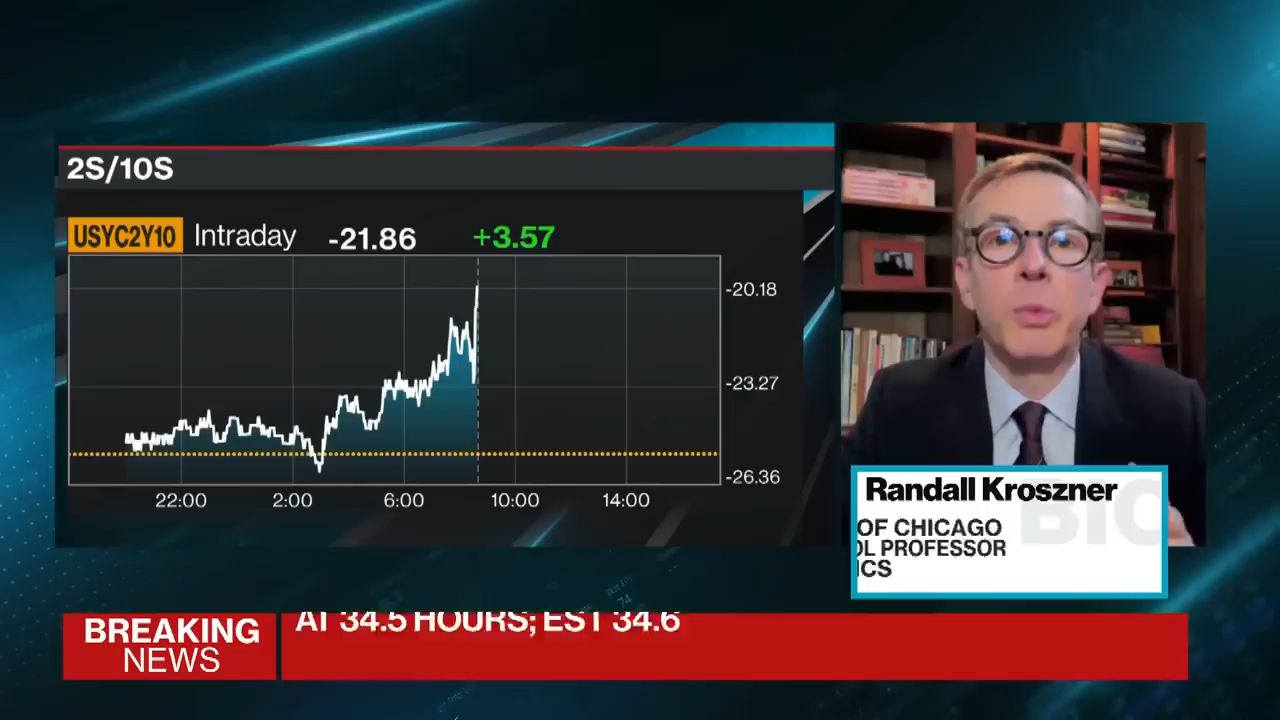 2S/10S
USYC2Y10 Intraday -21.86 +3.57
-20.18
-23.27
-26.36
22:00 2:00 6:00 10:00 14:00
Randall Kroszner
OF CHICAGO
OL PROFESSOR
ICS
BIO
BREAKING
NEWS
AT 34.5 HOURS; EST 34.6